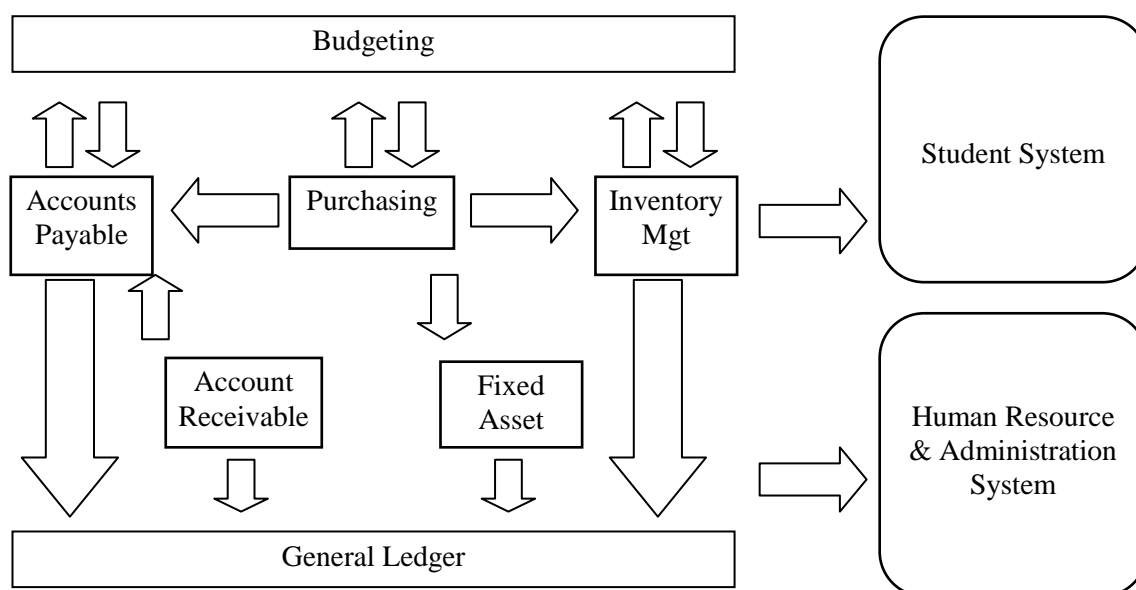 Budgeting
Accounts
Payable
Purchasing
Inventory
Mgt
Student System
Account
Receivable
Fixed
Asset
Human Resource
& Administration
System
General Ledger